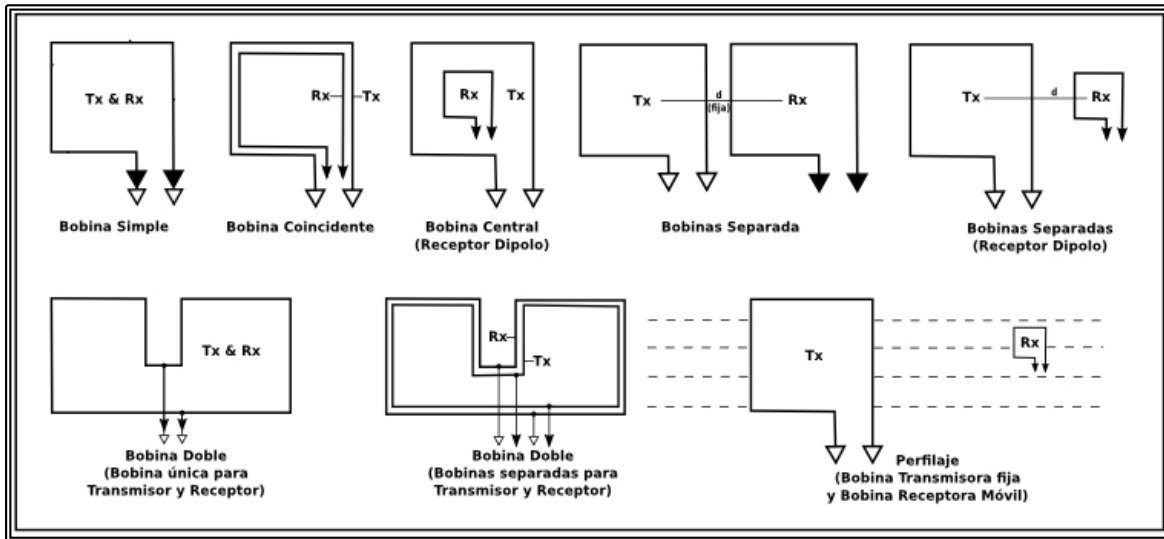 Tx & Rx
Rx
Tx
Rx
Tx
Tx
d
(fija)
Rx
Tx
d
Rx
Bobina Simple
Bobina Coincidente
Bobina Central
(Receptor Dipolo)
Bobinas Separada
Bobinas Separadas
(Receptor Dipolo)
Tx & Rx
Rx
Tx
Tx
Rx
Bobina Doble
(Bobina única para
Transmisor y Receptor)
Bobina Doble
(Bobinas separadas para
Transmisor y Receptor)
Perfilaje
(Bobina Transmisora fija
y Bobina Receptora Móvil)